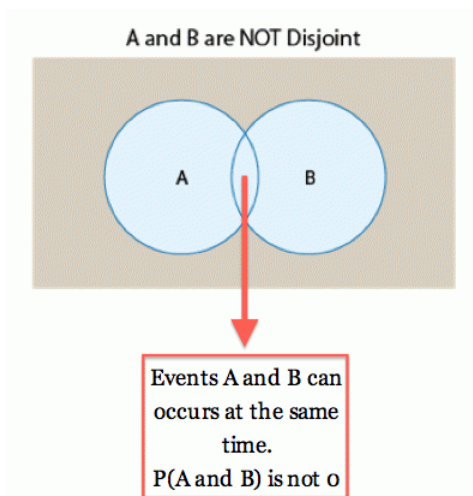 A and B are NOT Disjoint
A
B
Events A and B can
occurs at the same
time.
P(A and B) is not 0